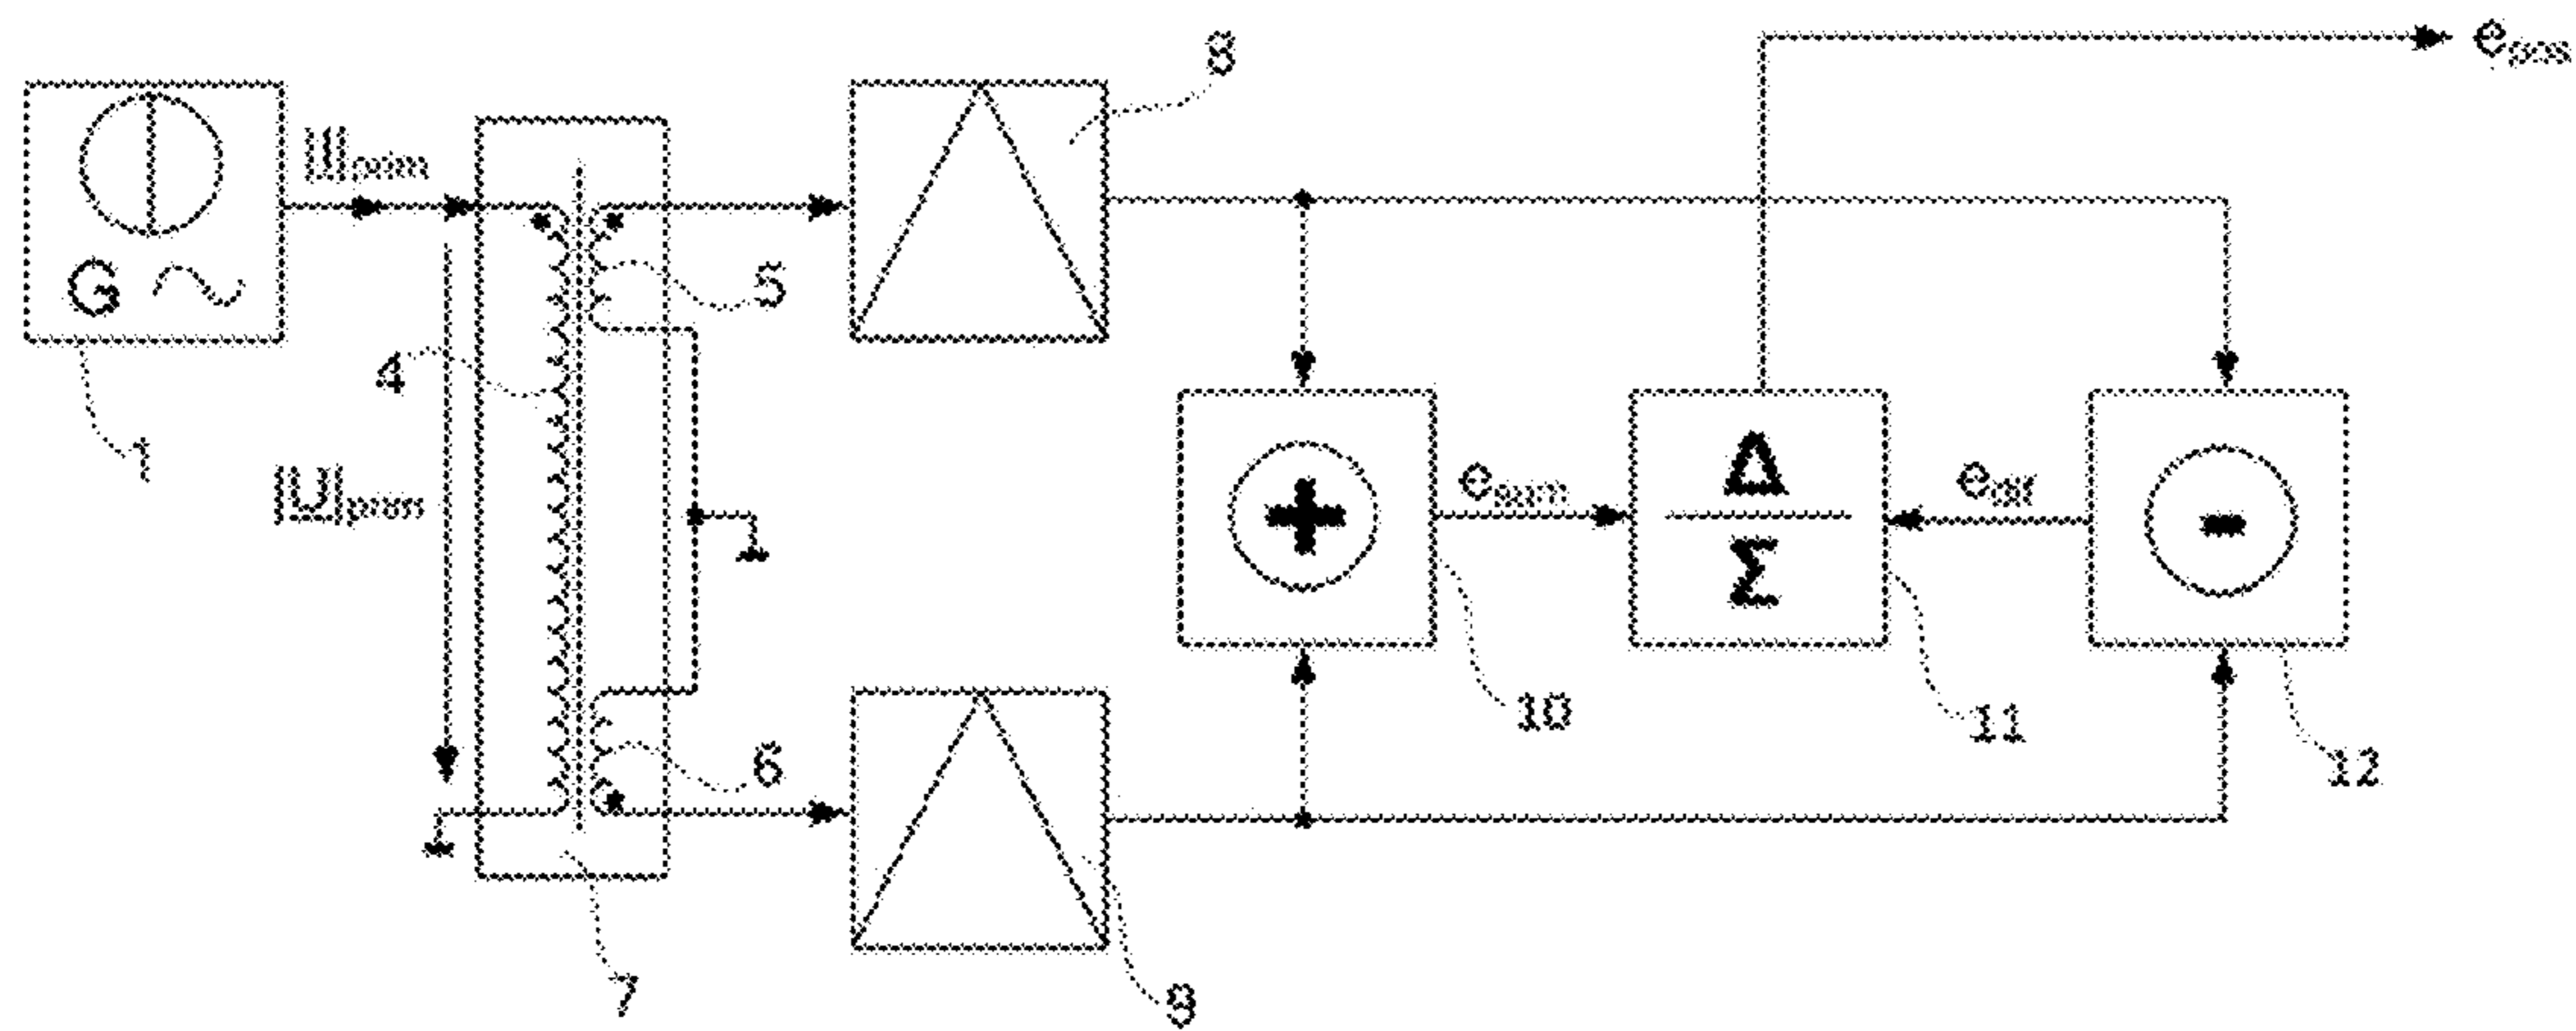 8
e_pos
|I|_prim
G
5
4
1
|U|_prim
+
e_sum
Δ
Σ
e_dif
-
6
10
11
12
7
9